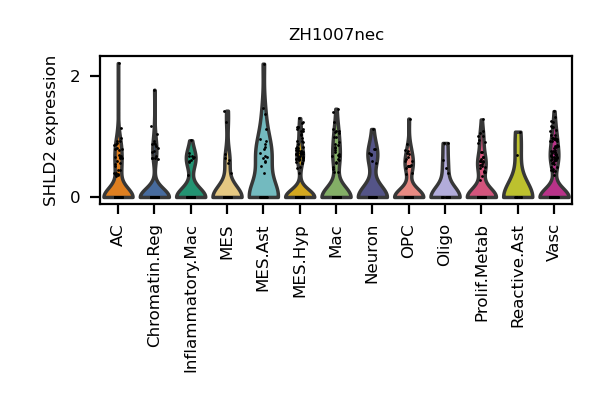 ZH1007nec
SHLD2 expression
2
0
AC
Chromatin.Reg
Inflammatory.Mac
MES
MES.Ast
MES.Hyp
Mac
Neuron
OPC
Oligo
Prolif.Metab
Reactive.Ast
Vasc